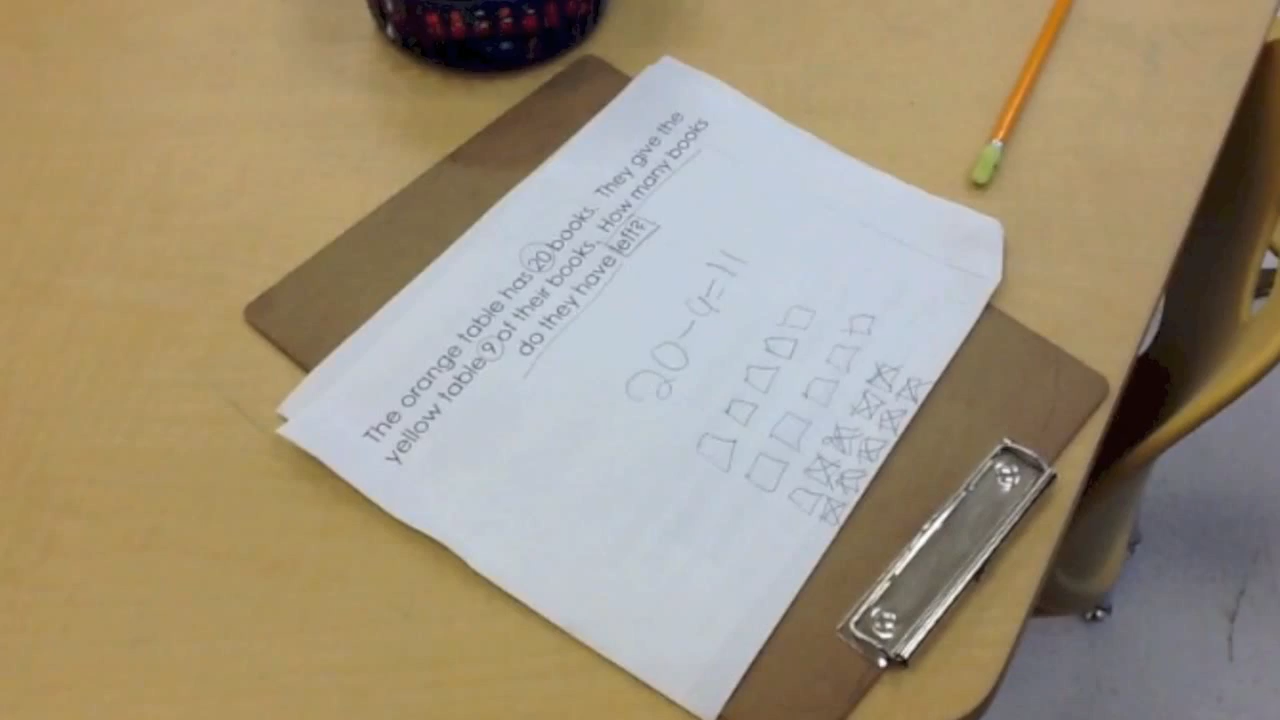 The orange table has 20 books. They give the
yellow table 9 of their books. How many books
do they have left?
20-9=11